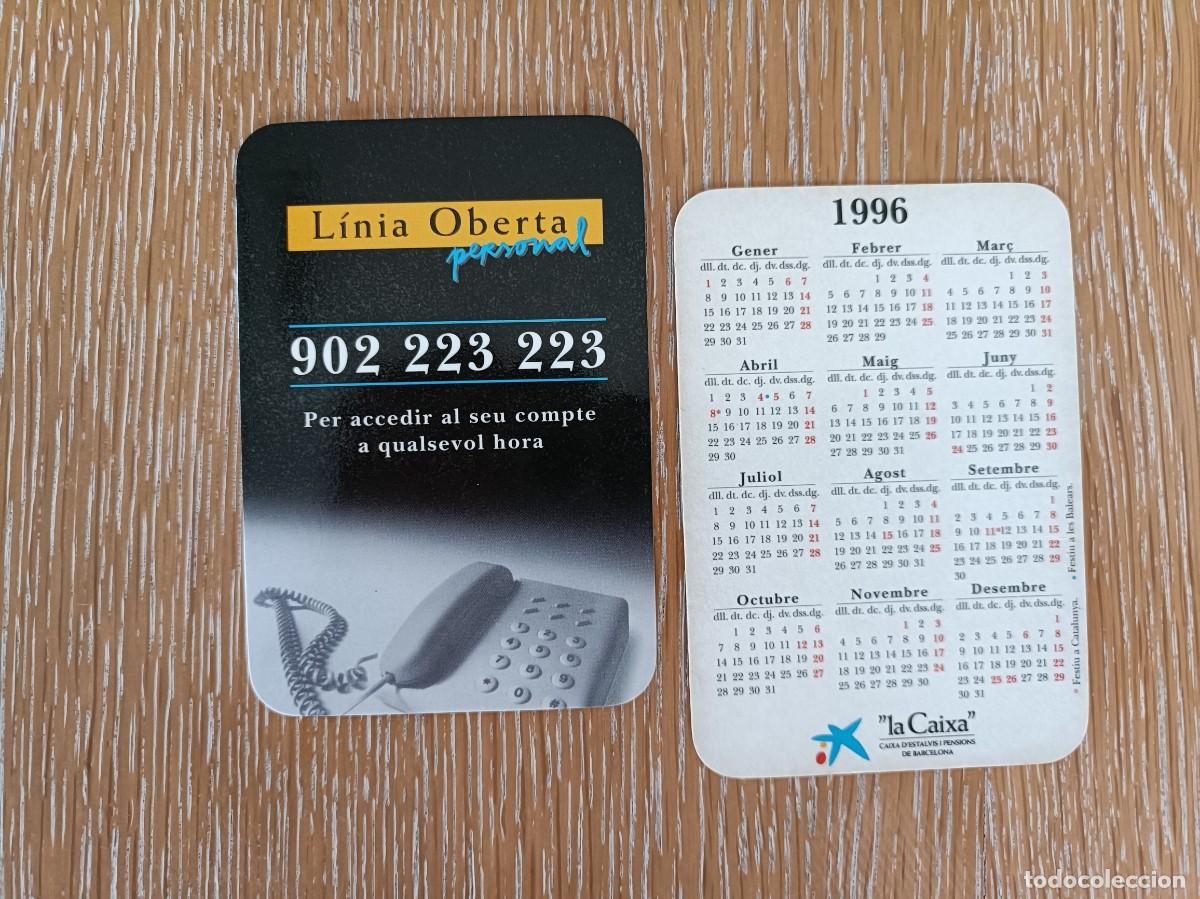 Línia Oberta
personal
902 223 223
Per accedir al seu compte
a qualsevol hora
1996
Gener
dll. dt. dc. dj. dv. dss. dg.
1 2 3 4 5 6 7
8 9 10 11 12 13 14
15 16 17 18 19 20 21
22 23 24 25 26 27 28
29 30 31
Febrer
dll. dt. dc. dj. dv. dss. dg.
1 2 3 4
5 6 7 8 9 10 11
12 13 14 15 16 17 18
19 20 21 22 23 24 25
26 27 28 29
Març
dll. dt. dc. dj. dv. dss. dg.
1 2 3
4 5 6 7 8 9 10
11 12 13 14 15 16 17
18 19 20 21 22 23 24
25 26 27 28 29 30 31
Abril
dll. dt. dc. dj. dv. dss. dg.
1 2 3 4• 5 6 7
8* 9 10 11 12 13 14
15 16 17 18 19 20 21
22 23 24 25 26 27 28
29 30
Maig
dll. dt. dc. dj. dv. dss. dg.
1 2 3 4 5
6 7 8 9 10 11 12
13 14 15 16 17 18 19
20 21 22 23 24 25 26
27 28 29 30 31
Juny
dll. dt. dc. dj. dv. dss. dg.
1 2
3 4 5 6 7 8 9
10 11 12 13 14 15 16
17 18 19 20 21 22 23
24 25 26 27 28 29 30
Juliol
dll. dt. dc. dj. dv. dss. dg.
1 2 3 4 5 6 7
8 9 10 11 12 13 14
15 16 17 18 19 20 21
22 23 24 25 26 27 28
29 30 31
Agost
dll. dt. dc. dj. dv. dss. dg.
1 2 3 4
5 6 7 8 9 10 11
12 13 14 15 16 17 18
19 20 21 22 23 24 25
26 27 28 29 30 31
Setembre
dll. dt. dc. dj. dv. dss. dg.
1
2 3 4 5 6 7 8
9 10 11* 12 13 14 15
16 17 18 19 20 21 22
23 24 25 26 27 28 29
30
Octubre
dll. dt. dc. dj. dv. dss. dg.
1 2 3 4 5 6
7 8 9 10 11 12 13
14 15 16 17 18 19 20
21 22 23 24 25 26 27
28 29 30 31
Novembre
dll. dt. dc. dj. dv. dss. dg.
1 2 3
4 5 6 7 8 9 10
11 12 13 14 15 16 17
18 19 20 21 22 23 24
25 26 27 28 29 30
Desembre
dll. dt. dc. dj. dv. dss. dg.
1
2 3 4 5 6 7 8
9 10 11 12 13 14 15
16 17 18 19 20 21 22
23 24 25 26 27 28 29
30 31
* Festiu a Catalunya. • Festiu a les Balears.
"la Caixa"
CAIXA D'ESTALVIS I PENSIONS
DE BARCELONA
todocoleccion